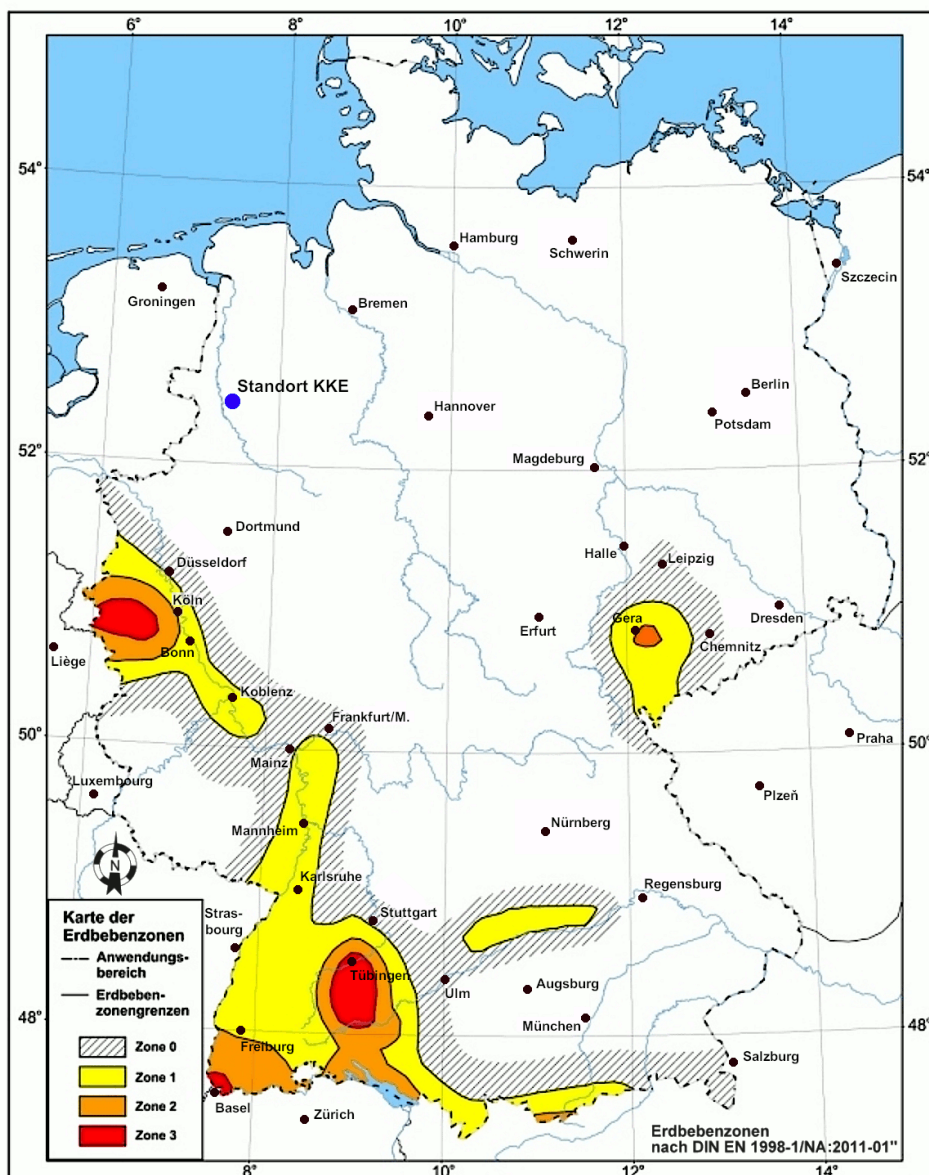 6°
8°
10°
12°
14°
54°
54°
Hamburg
Schwerin
Szczecin
Groningen
Bremen
Standort KKE
Berlin
Hannover
Potsdam
52°
52°
Magdeburg
Dortmund
Halle
Leipzig
Düsseldorf
Köln
Gera
Dresden
Erfurt
Chemnitz
Bonn
Liège
Koblenz
Frankfurt/M.
50°
50°
Praha
Mainz
Luxembourg
Plzeň
Mannheim
Nürnberg
N
Karlsruhe
Regensburg
Stuttgart
Stras-
bourg
Tübingen
Ulm
Augsburg
München
48°
48°
Freiburg
Salzburg
Basel
Zürich
Karte der
Erdbebenzonen
Anwendungs-
bereich
Erdbeben-
zonengrenzen
Zone 0
Zone 1
Zone 2
Zone 3
Erdbebenzonen
nach DIN EN 1998-1/NA:2011-01"
8°
10°
12°
14°